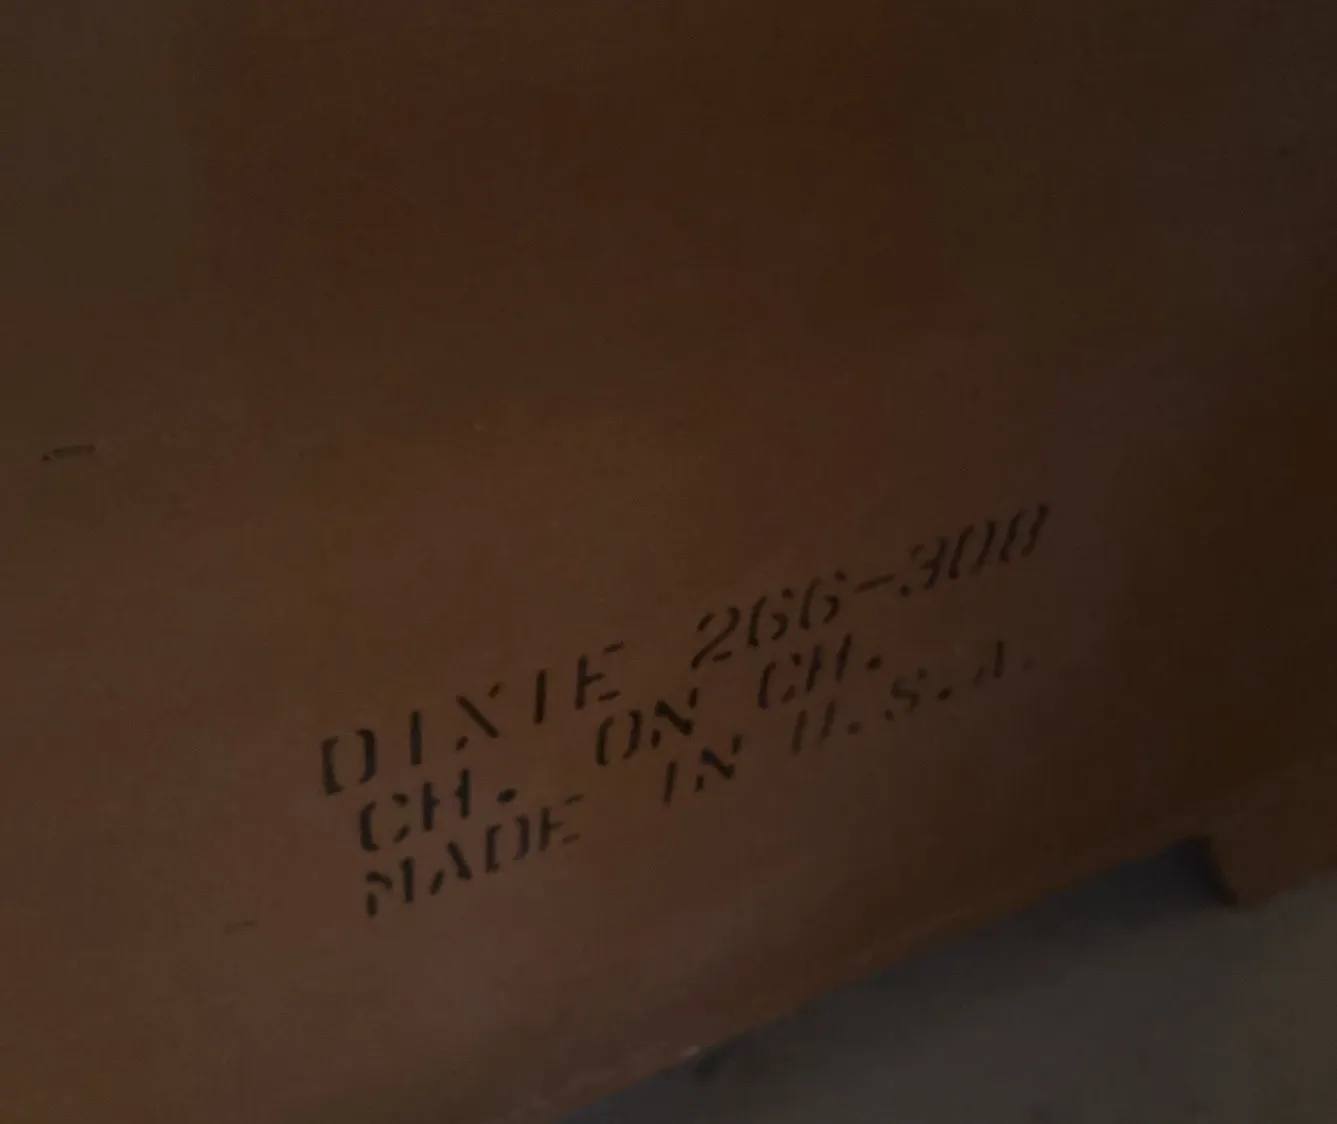 DIXIE 266-308
CH. ON CH.
MADE IN U.S.A.